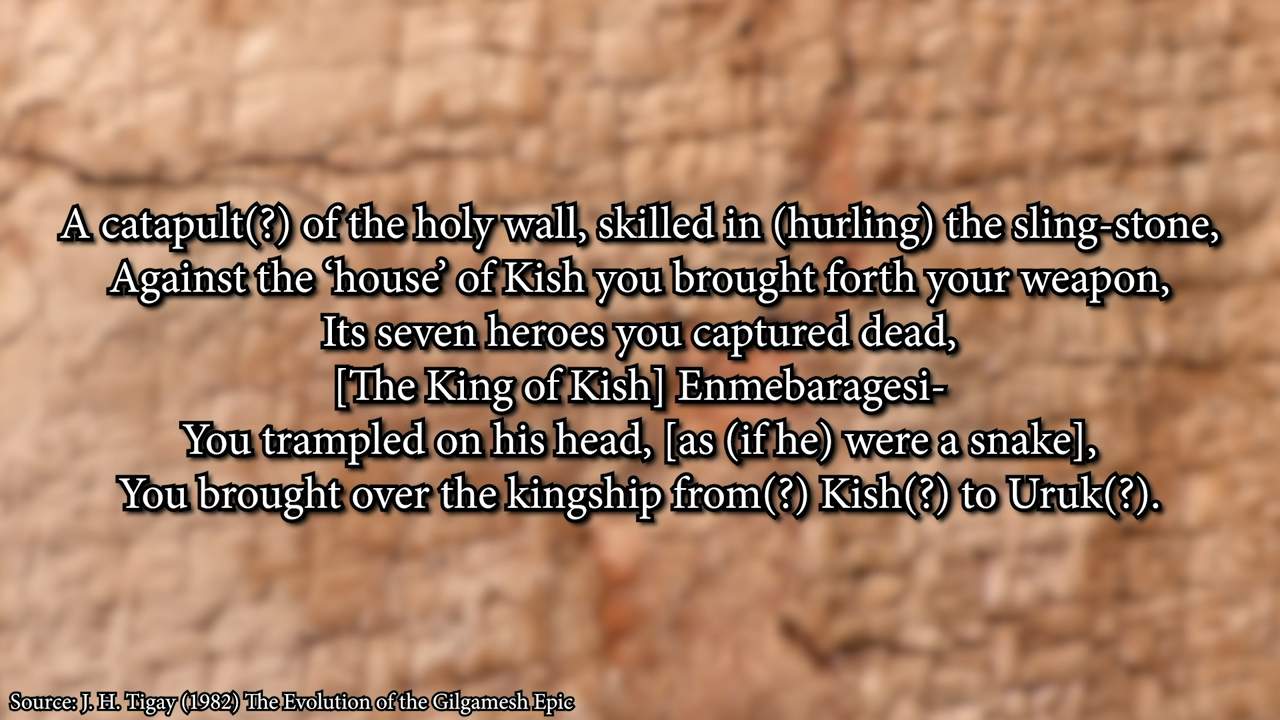 A catapult(?) of the holy wall, skilled in (hurling) the sling-stone,
Against the ‘house’ of Kish you brought forth your weapon,
Its seven heroes you captured dead,
[The King of Kish] Enmebaragesi-
You trampled on his head, [as (if he) were a snake],
You brought over the kingship from(?) Kish(?) to Uruk(?).
Source: J. H. Tigay (1982) The Evolution of the Gilgamesh Epic